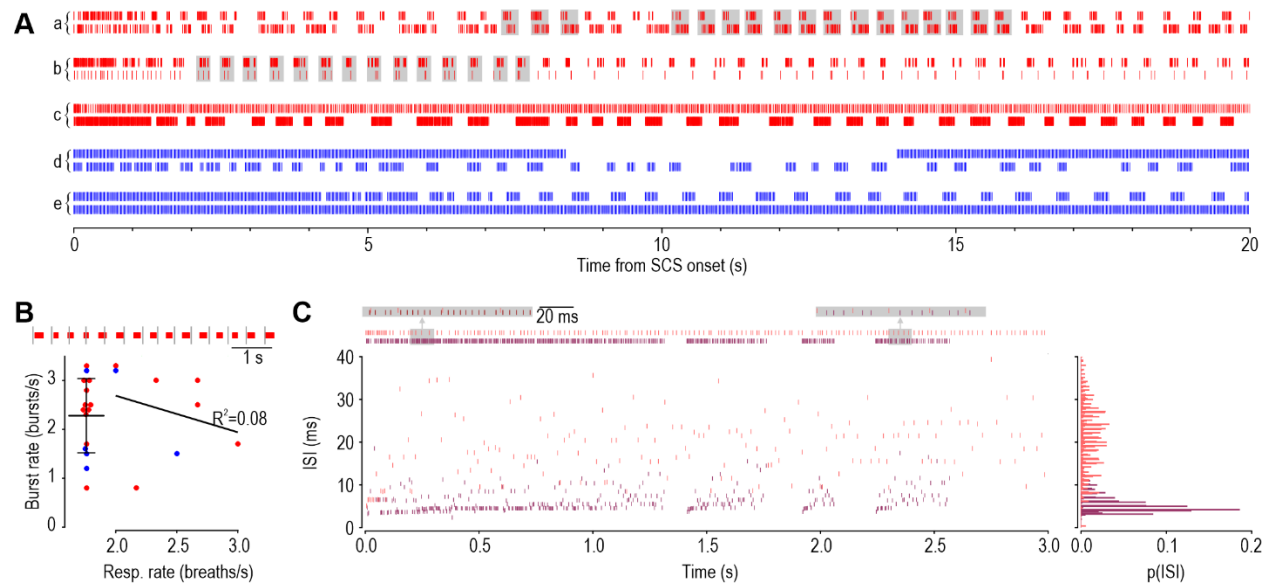 A
a{
b{
c{
d{
e{
0 5 10 15 20
Time from SCS onset (s)
B
1 s
3
2
1
0
Burst rate (bursts/s)
R²=0.08
2.0 2.5 3.0
Resp. rate (breaths/s)
C
20 ms
40
30
20
10
0
ISI (ms)
0.0 0.5 1.0 1.5 2.0 2.5 3.0
Time (s)
0.0 0.1 0.2
p(ISI)